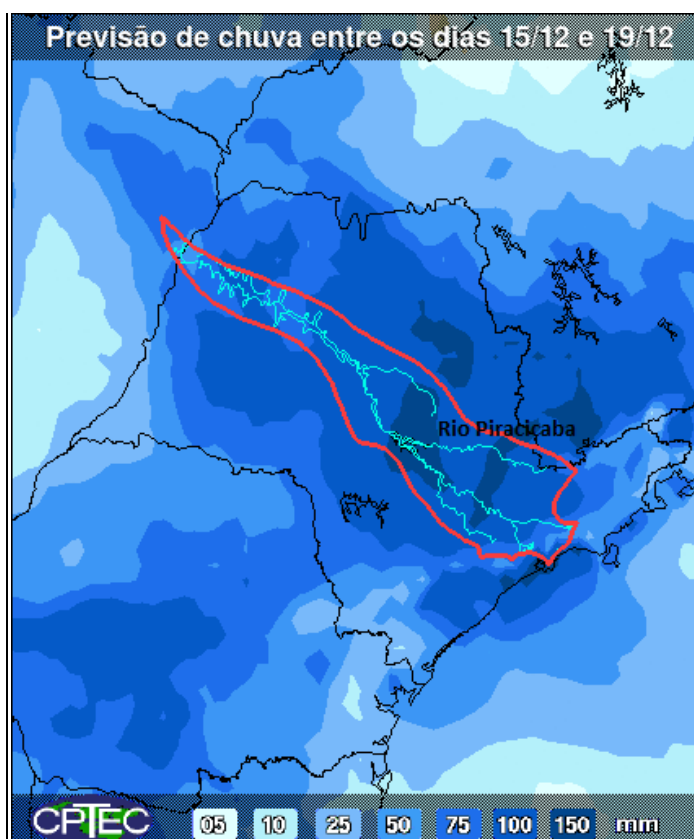 Previsão de chuva entre os dias 15/12 e 19/12
Rio Piracicaba
CPTEC 05 10 25 50 75 100 150 mm